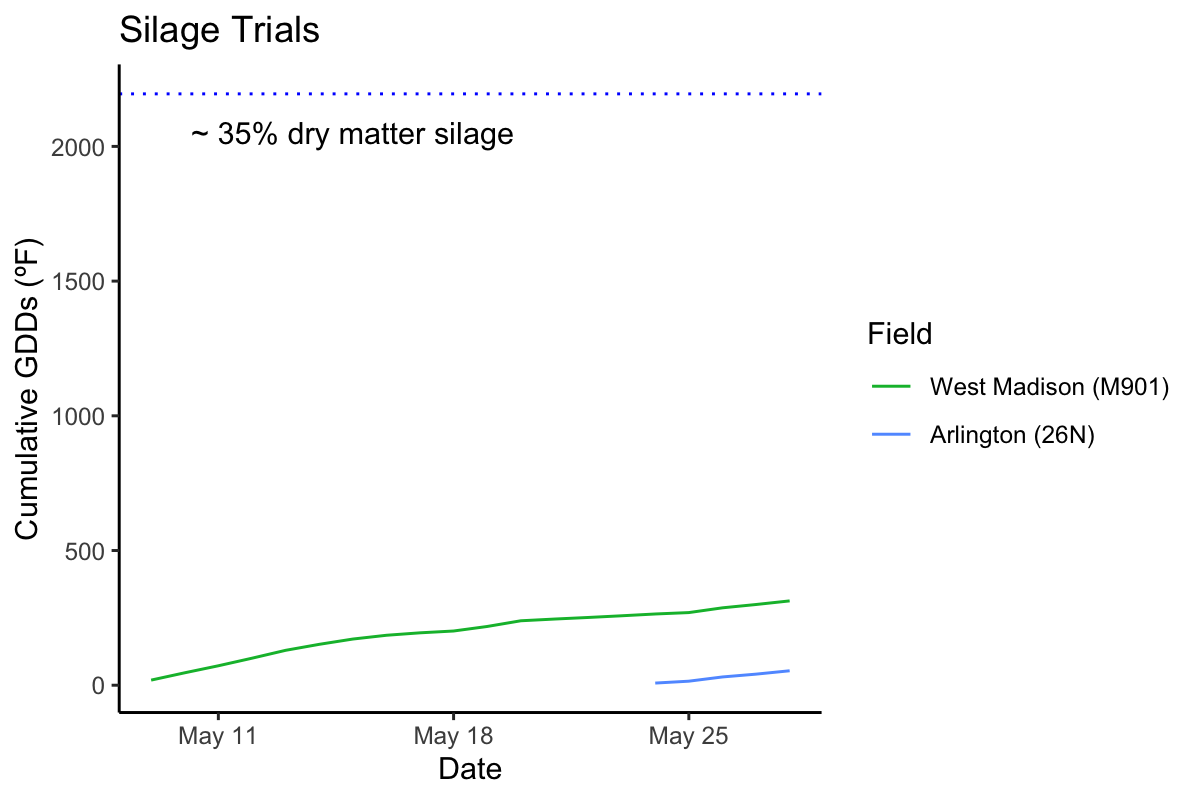 Silage Trials
~ 35% dry matter silage
2000
1500
1000
500
0
Cumulative GDDs (ºF)
May 11
May 18
May 25
Date
Field
West Madison (M901)
Arlington (26N)